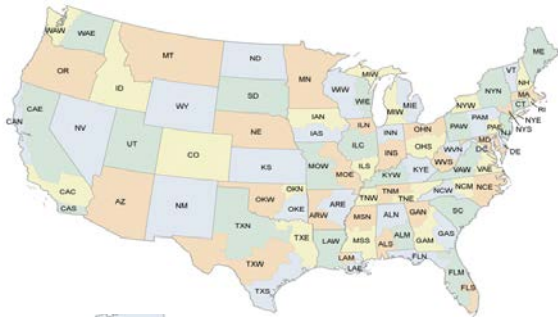 WAW
WAE
MT
ND
MN
ME
VT
NH
MA
CT
RI
OR
ID
WY
SD
WIW
WIE
MIW
MIW
MIE
NYN
NYW
NYE
NYS
CAN
CAE
NV
UT
CO
NE
IAN
IAS
ILN
ILC
ILS
INN
INS
OHN
OHS
PAW
PAM
PAE
NJ
MD
DC
DE
KS
MOW
MOE
KYW
KYE
WVN
WVS
VAW
VAE
CAC
CAS
AZ
NM
OKW
OKN
OKE
ARW
ARE
TNW
TNM
TNE
NCW
NCM
NCE
TXN
TXE
TXW
TXS
LAW
LAM
LAE
MSN
MSS
ALN
ALM
ALS
GAN
GAM
GAS
SC
FLN
FLM
FLS